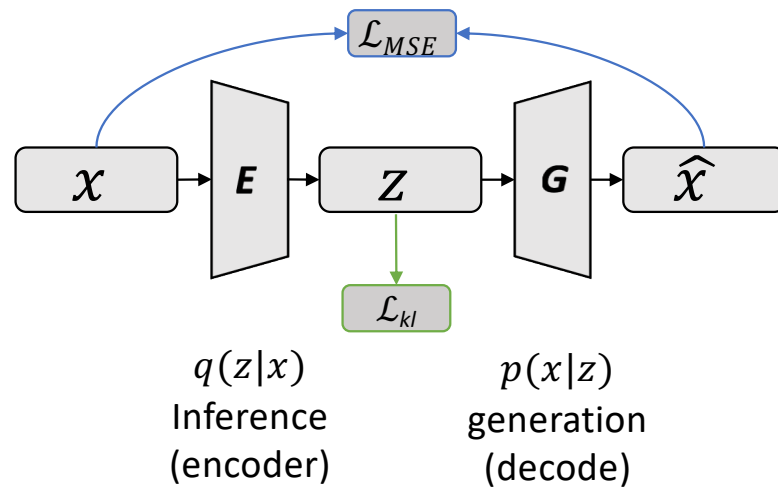 ℒ_MSE
x E z G x̂
ℒ_kl
q(z|x) p(x|z)
Inference generation
(encoder) (decode)